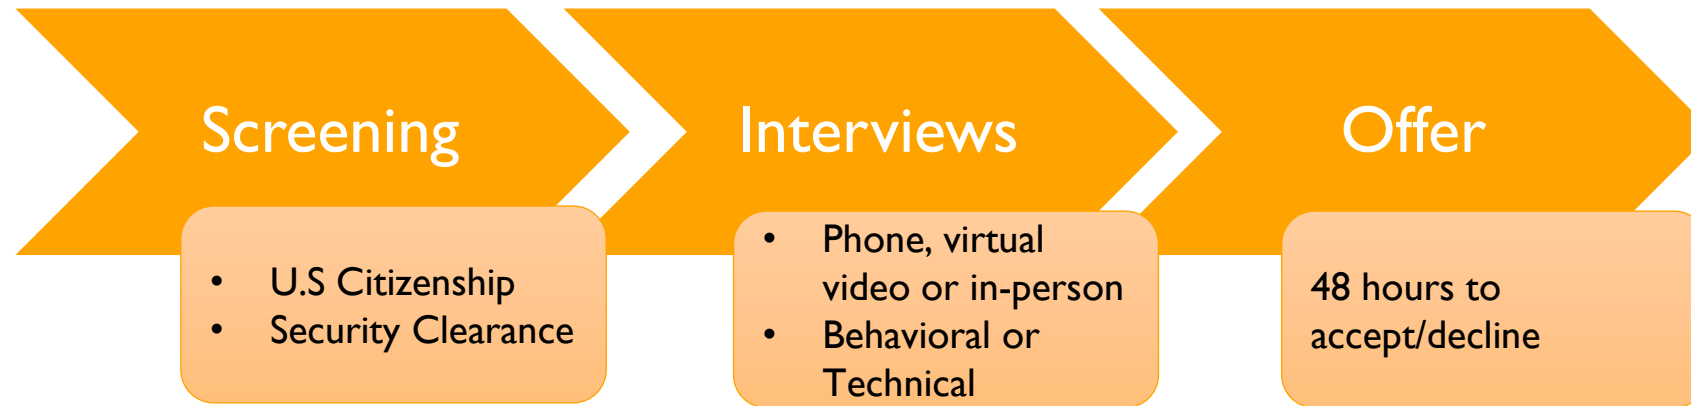 Screening
• U.S Citizenship
• Security Clearance
Interviews
• Phone, virtual
video or in-person
• Behavioral or
Technical
Offer
48 hours to
accept/decline